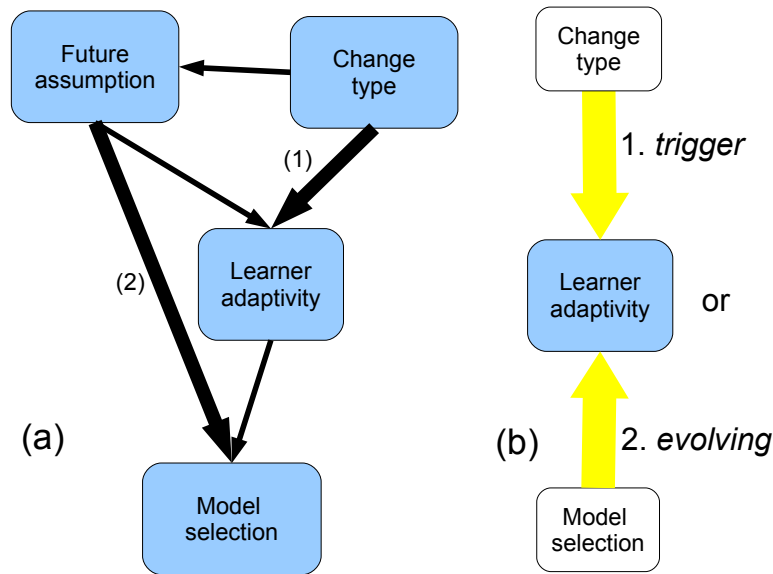 Future
assumption
Change
type
(1)
(2)
Learner
adaptivity
(a)
Model
selection
Change
type
1. trigger
Learner
adaptivity
or
(b)
2. evolving
Model
selection